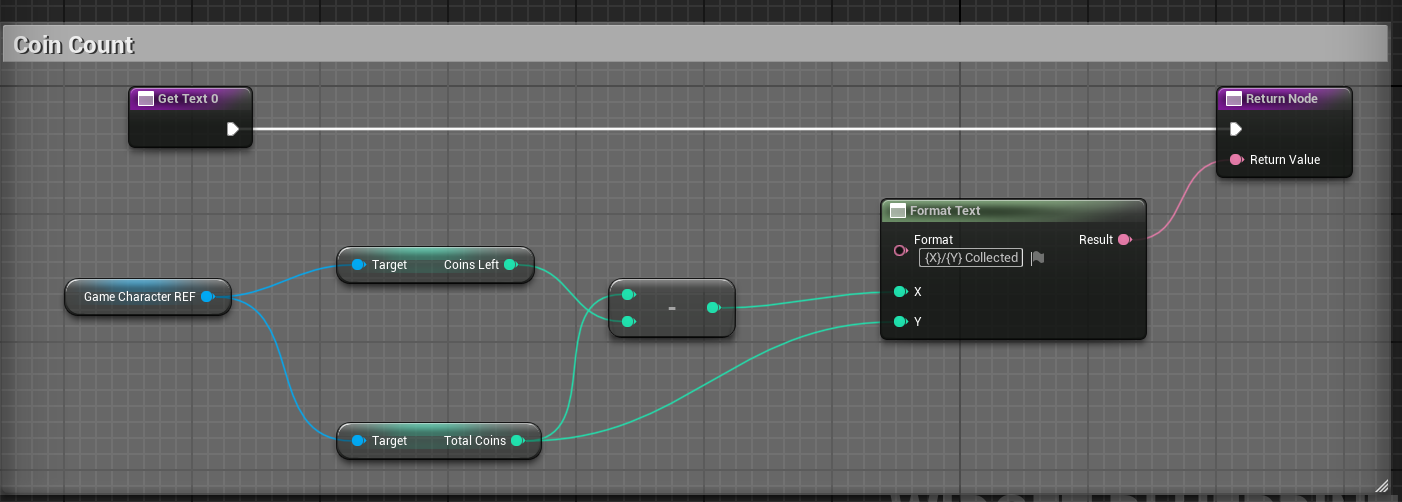 Coin Count
Get Text 0
Return Node
Return Value
Format Text
Format
{X}/{Y} Collected
Result
X
Y
Target Coins Left
Game Character REF
-
Target Total Coins